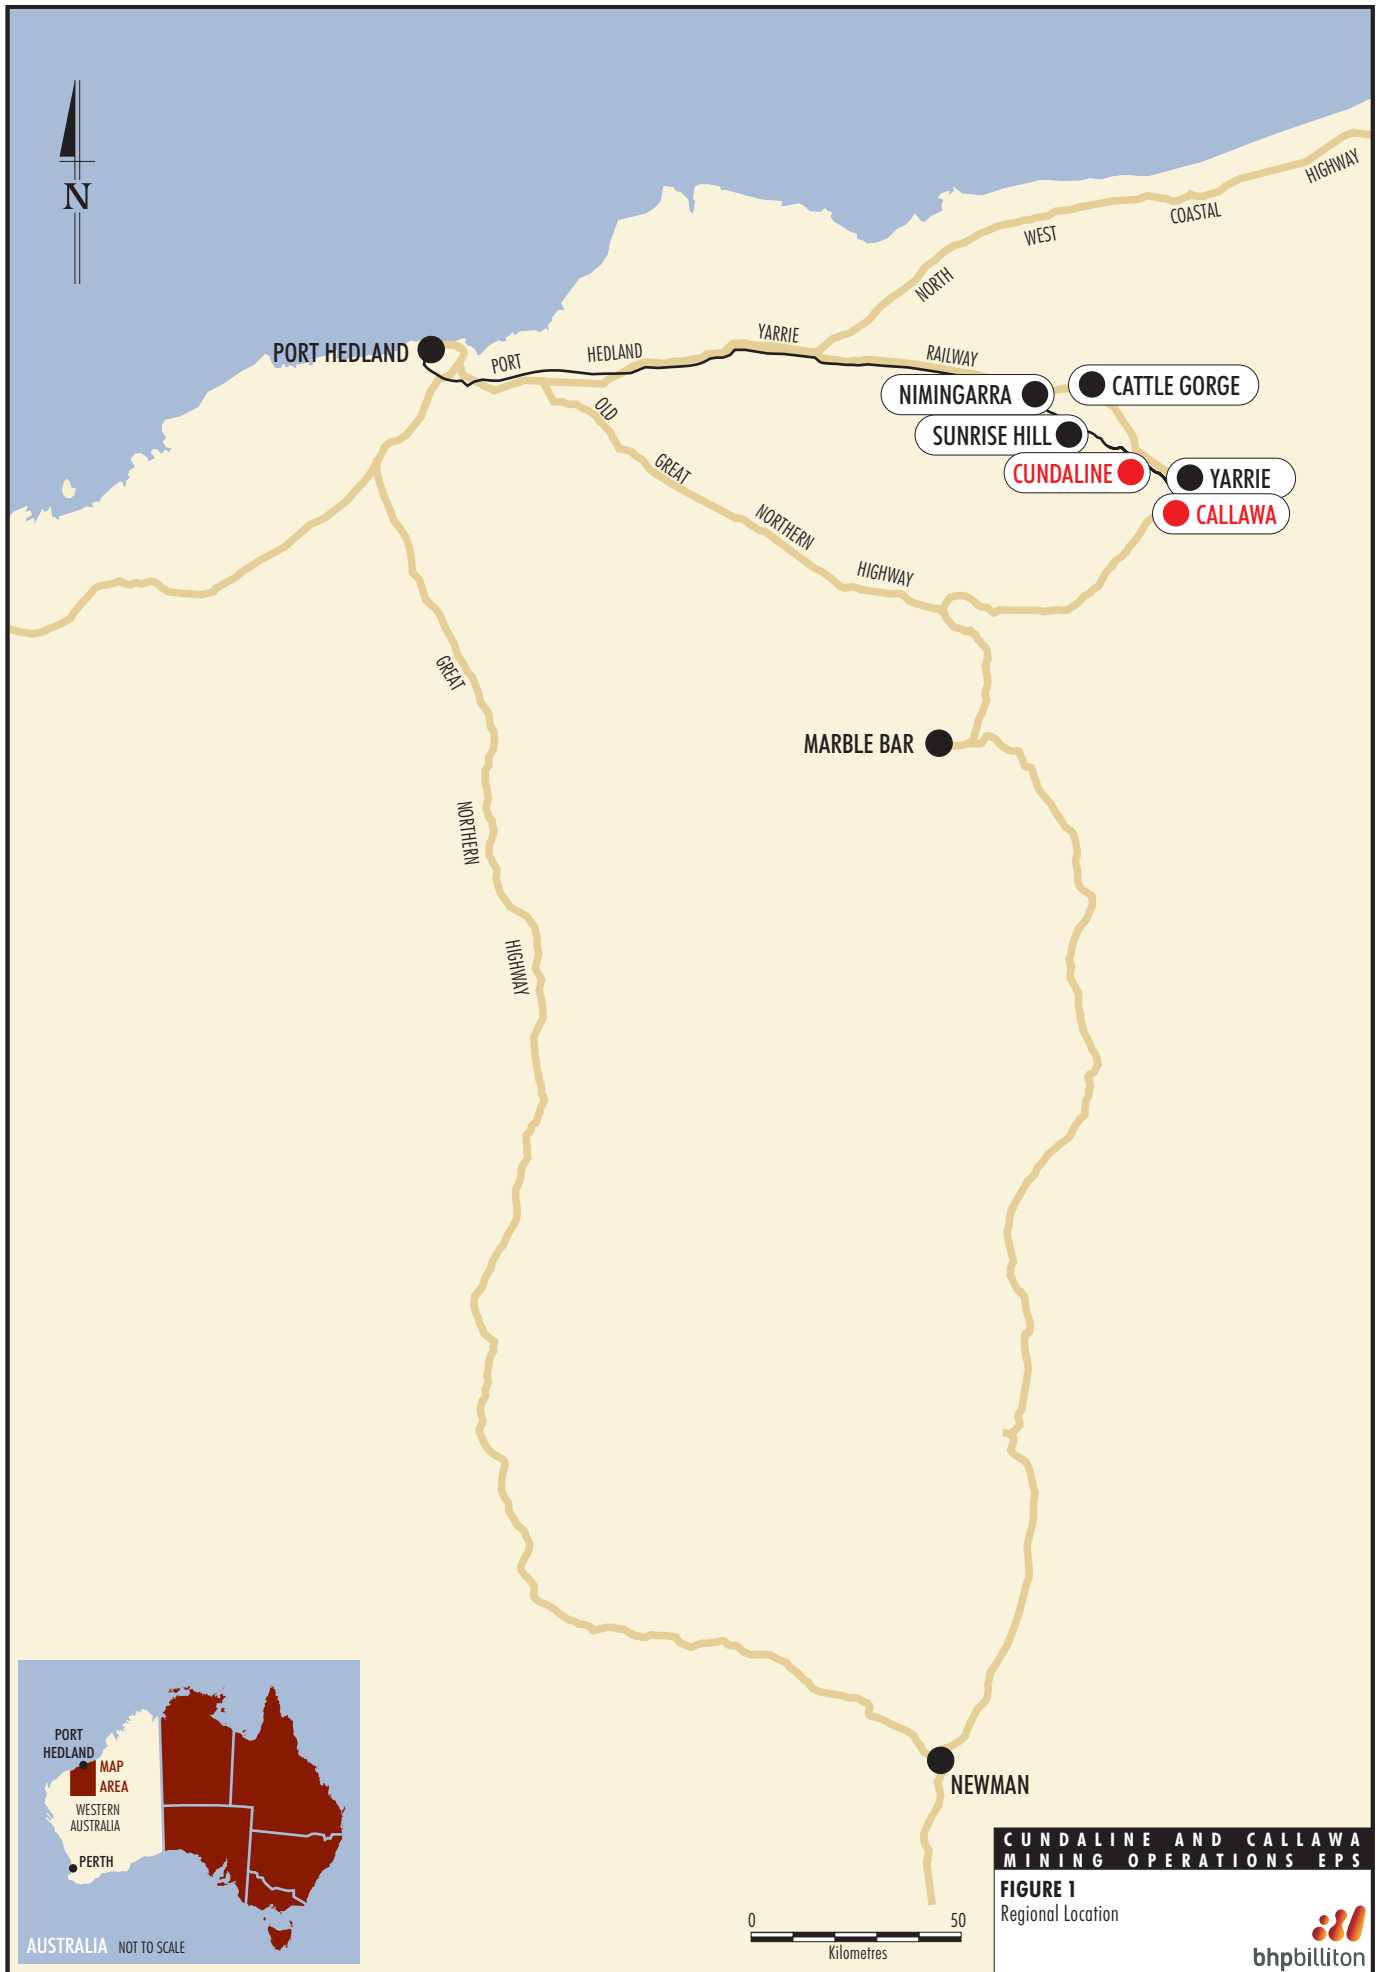 N
HIGHWAY
COASTAL
WEST
NORTH
PORT HEDLAND
PORT
HEDLAND
YARRIE
RAILWAY
NIMINGARRA
CATTLE GORGE
SUNRISE HILL
CUNDALINE
YARRIE
CALLAWA
OLD
GREAT
NORTHERN
HIGHWAY
GREAT
NORTHERN
HIGHWAY
MARBLE BAR
NEWMAN
PORT
HEDLAND
MAP
AREA
WESTERN
AUSTRALIA
PERTH
AUSTRALIA NOT TO SCALE
0 50
Kilometres
CUNDALINE AND CALLAWA
MINING OPERATIONS EPS
FIGURE 1
Regional Location
bhpbilliton